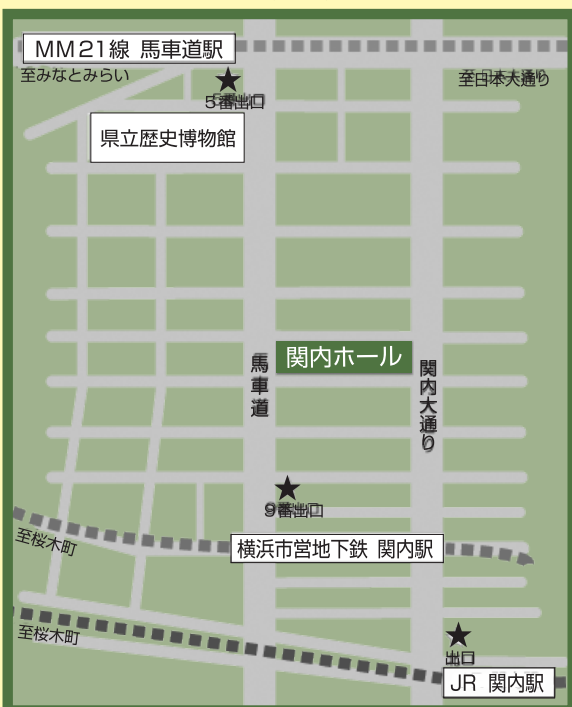 MM21線 馬車道駅
至みなとみらい
至日本大通り
5番出口
県立歴史博物館
関内ホール
馬車道
関内大通り
9番出口
至桜木町
横浜市営地下鉄 関内駅
至桜木町
出口
JR 関内駅